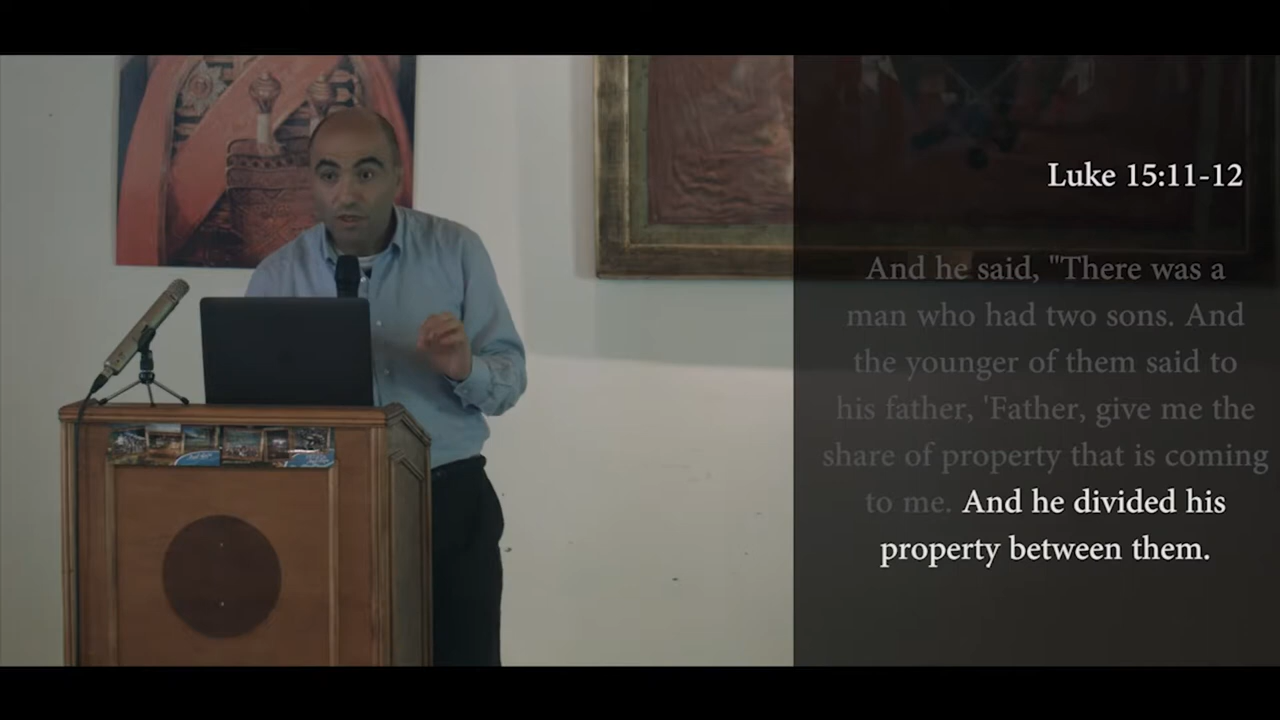 Luke 15:11-12
And he said, "There was a
man who had two sons. And
the younger of them said to
his father, 'Father, give me the
share of property that is coming
to me. And he divided his
property between them.